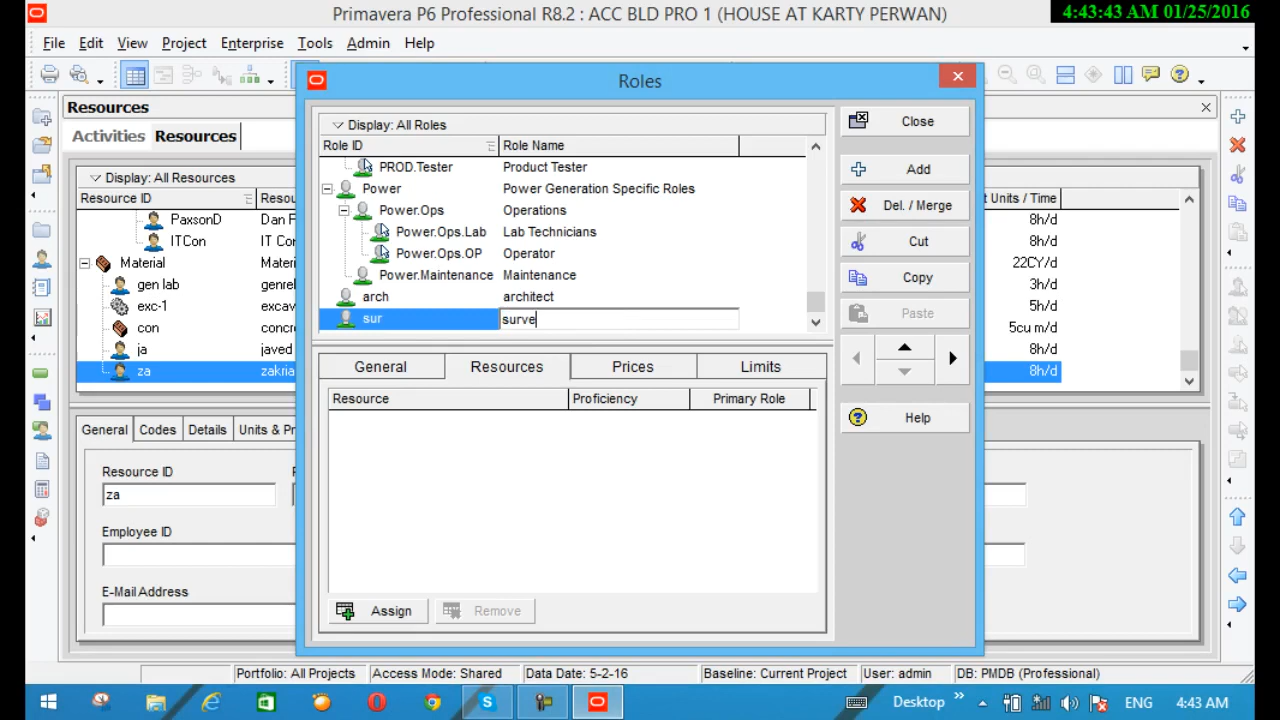 Primavera P6 Professional R8.2 : ACC BLD PRO 1 (HOUSE AT KARTY PERWAN)
4:43:43 AM 01/25/2016
File Edit View Project Enterprise Tools Admin Help
Resources
Activities Resources
Display: All Resources
Resource ID Resou
PaxsonD Dan P
ITCon IT Con
Material Materi
gen lab genrel
exc-1 excav
con concre
ja javed
za zakria
t Units / Time
8h/d
8h/d
22CY/d
3h/d
5h/d
5cu m/d
8h/d
8h/d
General Codes Details Units & Pr
Resource ID
za
Employee ID
E-Mail Address
Roles
Display: All Roles
Role ID Role Name
PROD.Tester Product Tester
Power Power Generation Specific Roles
Power.Ops Operations
Power.Ops.Lab Lab Technicians
Power.Ops.OP Operator
Power.Maintenance Maintenance
arch architect
sur surve
General Resources Prices Limits
Resource Proficiency Primary Role
Assign Remove
Close
Add
Del. / Merge
Cut
Copy
Paste
Help
Portfolio: All Projects Access Mode: Shared Data Date: 5-2-16 Baseline: Current Project User: admin DB: PMDB (Professional)
Desktop ENG 4:43 AM